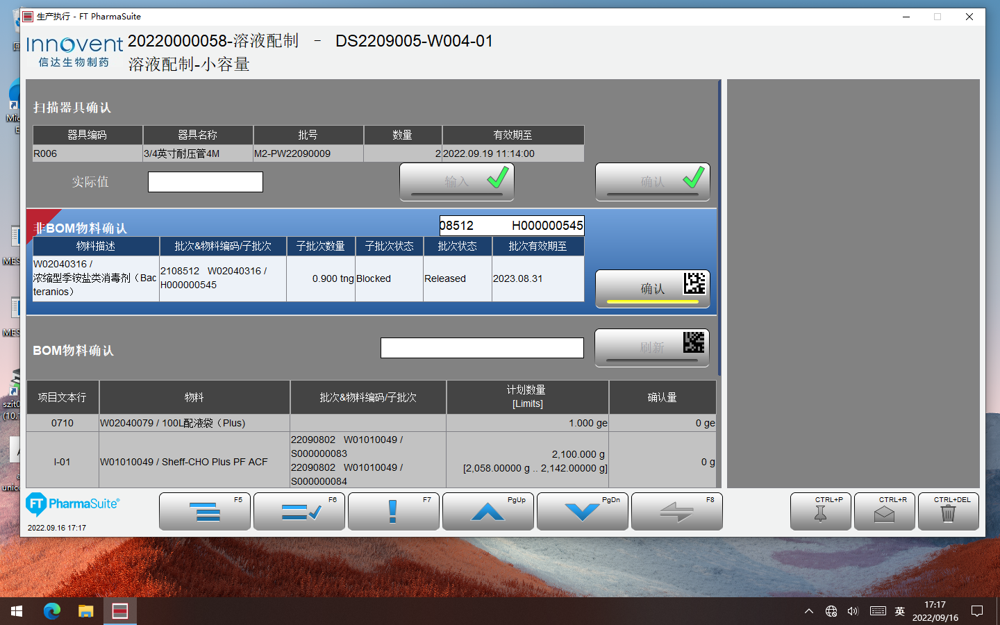 生产执行 - FT PharmaSuite
Innovent
信达生物制药
20220000058-溶液配制 - DS2209005-W004-01
溶液配制-小容量
扫描器具确认
器具编码 器具名称 批号 数量 有效期至
R006 3/4英寸耐压管4M M2-PW22090009 2 2022.09.19 11:14:00
实际值 输入 确认
非BOM物料确认 08512 H000000545
物料描述 批次&物料编码/子批次 子批次数量 子批次状态 批次状态 批次有效期至
W02040316 /
浓缩型季铵盐类消毒剂（Bac
teranios）
2108512 W02040316 /
H000000545
0.900 tng Blocked Released 2023.08.31
确认
BOM物料确认 刷新
项目文本行 物料 批次&物料编码/子批次 计划数量
[Limits]
确认量
0710 W02040079 / 100L配液袋（Plus) 1.000 ge 0 ge
I-01 W01010049 / Sheff-CHO Plus PF ACF
22090802 W01010049 /
S000000083
22090802 W01010049 /
S000000084
2,100.000 g
[2,058.00000 g .. 2,142.00000 g]
0 g
FT PharmaSuite
2022.09.16 17:17
F5 F6 F7 PgUp PgDn F8 CTRL+P CTRL+R CTRL+DEL
Mic
E
MES
MES
szit0
(10.
unic
英
17:17
2022/09/16